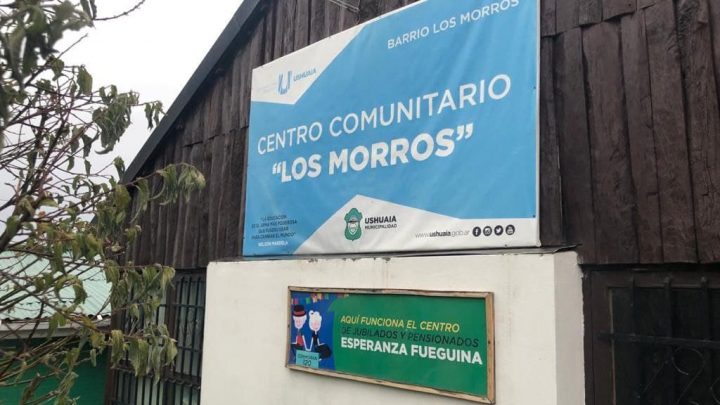 BARRIO LOS MORROS
USHUAIA
CENTRO COMUNITARIO
"LOS MORROS"
"LA EDUCACIÓN
ES EL ARMA MÁS PODEROSA
QUE PUEDES USAR
PARA CAMBIAR EL MUNDO"
NELSON MANDELA
USHUAIA
MUNICIPALIDAD
www.ushuaia.gob.ar
AQUÍ FUNCIONA EL CENTRO
DE JUBILADOS Y PENSIONADOS
ESPERANZA FUEGUINA